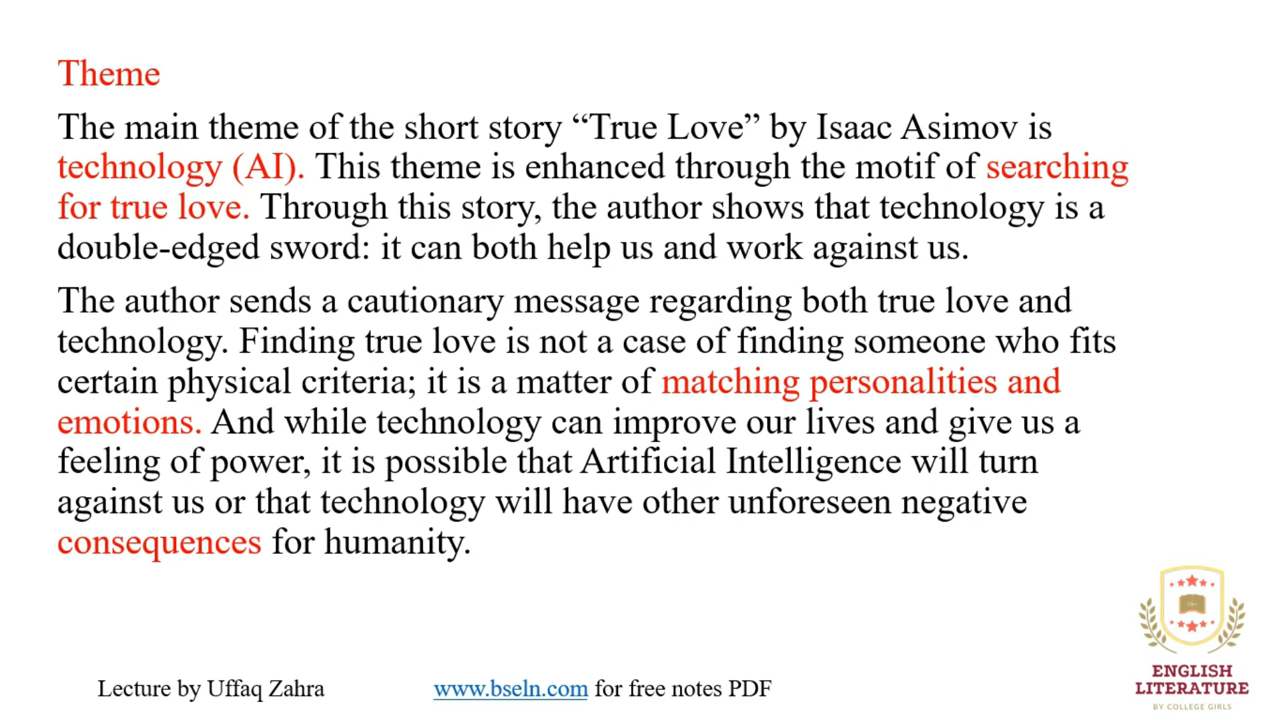 Theme
The main theme of the short story “True Love” by Isaac Asimov is
technology (AI). This theme is enhanced through the motif of searching
for true love. Through this story, the author shows that technology is a
double-edged sword: it can both help us and work against us.
The author sends a cautionary message regarding both true love and
technology. Finding true love is not a case of finding someone who fits
certain physical criteria; it is a matter of matching personalities and
emotions. And while technology can improve our lives and give us a
feeling of power, it is possible that Artificial Intelligence will turn
against us or that technology will have other unforeseen negative
consequences for humanity.
ENGLISH
LITERATURE
BY COLLEGE GIRLS
Lecture by Uffaq Zahra
www.bseln.com for free notes PDF